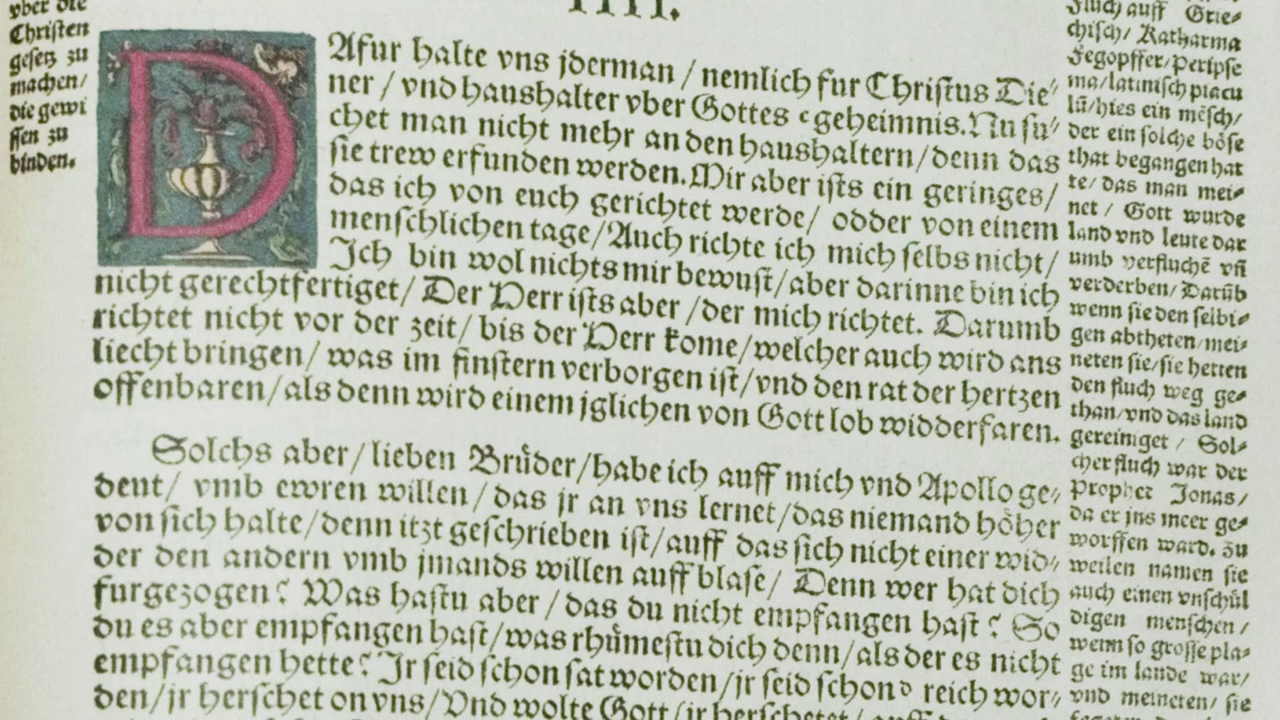 vber die
Christen
gesetz zu
machen/
die gewi
ssen zu
binden.
IIII.
DAfur halte vns jderman / nemlich fur Christus Die⸗
ner / vnd haushalter vber Gottes c geheimnis. Nu su⸗
chet man nicht mehr an den haushaltern/ denn das
sie trew erfunden werden. Mir aber ists ein geringes/
das ich von euch gerichtet werde/ odder von einem
menschlichen tage/ Auch richte ich mich selbs nicht/
Ich bin wol nichts mir bewust/ aber darinne bin ich
nicht gerechtfertiget/ Der Herr ists aber / der mich richtet. Darumb
richtet nicht vor der zeit/ bis der Herr kome/ welcher auch wird ans
liecht bringen/ was im finstern verborgen ist/ vnd den rat der hertzen
offenbaren/ als denn wird einem jglichen von Gott lob widderfaren.
Solchs aber/ lieben Brüder/ habe ich auff mich vnd Apollo ge⸗
deut/ vmb ewren willen/ das jr an vns lernet/ das niemand höher
von sich halte/ denn itzt geschrieben ist/ auff das sich nicht einer wid⸗
der den andern vmb jmands willen auff blase/ Denn wer hat dich
furgezogen? Was hastu aber/ das du nicht empfangen hast? So
du es aber empfangen hast/ was rhümestu dich denn/ als der es nicht
empfangen hette? Jr seid schon sat worden/ jr seid schon d reich wor⸗
den/ jr herschet on vns/ Vnd wolte Gott/ jr herschetet/ auff
Fluch auff Grie⸗
chisch/ Katharma
Fegopffer/ Peripse
ma/ latinisch piacu
lū/ hies ein mēsch/
der ein solche böse
that begangen hat
te/ das man mei⸗
net / Gott wurde
land vnd leute dar
umb verfluchē vn̄
verderben/ Darūb
wenn sie den selbi⸗
gen abtheten/ mei⸗
neten sie/ sie hetten
den fluch weg ge⸗
than/ vnd das land
gereiniget / Sol⸗
cher fluch war der
Prophet Jonas/
da er jns meer ge⸗
worffen ward. Zu
weilen namen sie
auch einen vnschül
digen menschen/
wenn so grosse pla⸗
ge im lande war/
vnd meineten/ sie